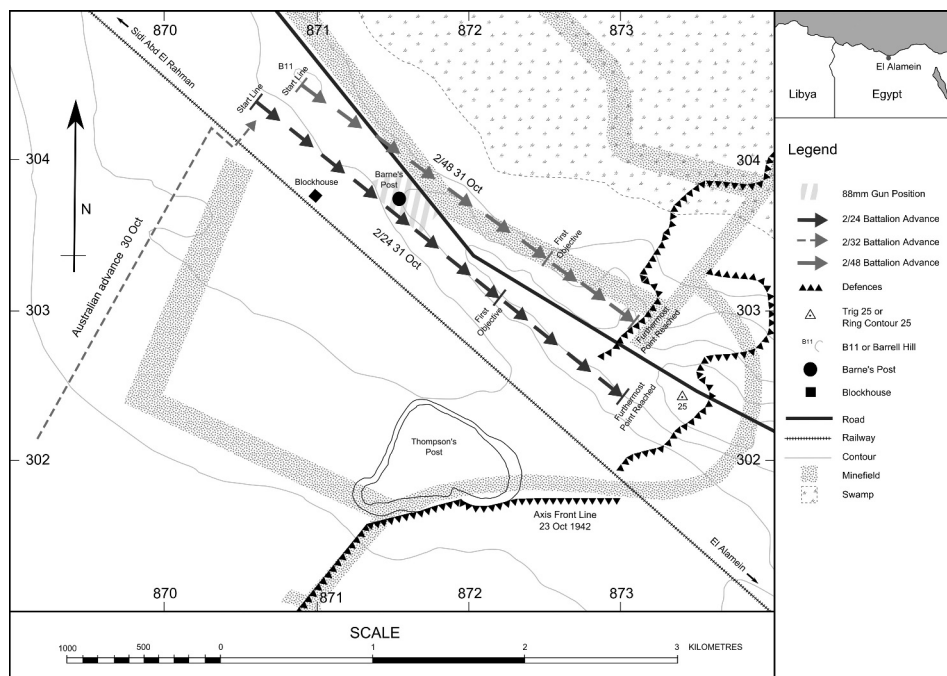 870
871
872
873
Sidi Abd El Rahman
B11
Start Line
Start Line
304
304
Blockhouse
Barne's
Post
2/48 31 Oct
2/24 31 Oct
N
Australian advance 30 Oct
First
Objective
First
Objective
303
303
Furthermost
Point Reached
Furthermost
Point Reached
25
302
302
Thompson's
Post
Axis Front Line
23 Oct 1942
El Alamein
870
871
872
873
SCALE
1000
500
0
1
2
3
KILOMETRES
El Alamein
Libya
Egypt
Legend
88mm Gun Position
2/24 Battalion Advance
2/32 Battalion Advance
2/48 Battalion Advance
Defences
Trig 25 or
Ring Contour 25
B11
B11 or Barrell Hill
Barne's Post
Blockhouse
Road
Railway
Contour
Minefield
Swamp